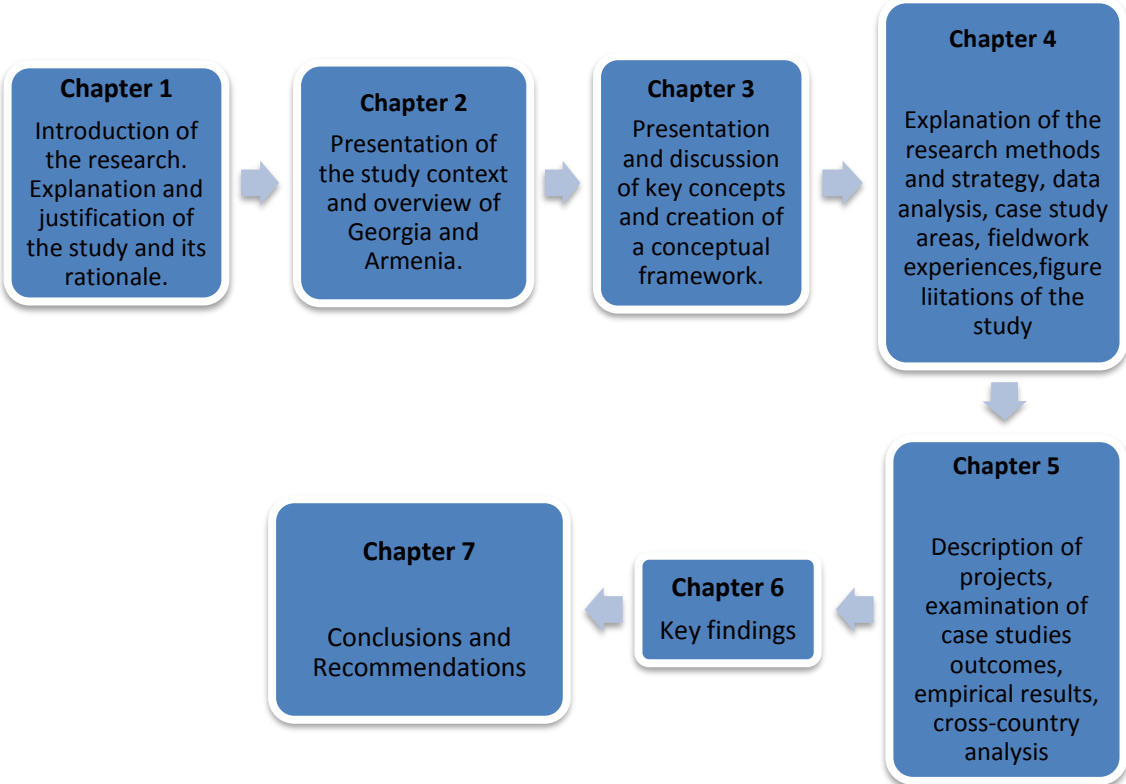 Chapter 1
Introduction of
the research.
Explanation and
justification of
the study and its
rationale.
Chapter 2
Presentation of
the study context
and overview of
Georgia and
Armenia.
Chapter 3
Presentation
and discussion
of key concepts
and creation of
a conceptual
framework.
Chapter 4
Explanation of the
research methods
and strategy, data
analysis, case study
areas, fieldwork
experiences,figure
liitations of the
study
Chapter 5
Description of
projects,
examination of
case studies
outcomes,
empirical results,
cross-country
analysis
Chapter 6
Key findings
Chapter 7
Conclusions and
Recommendations